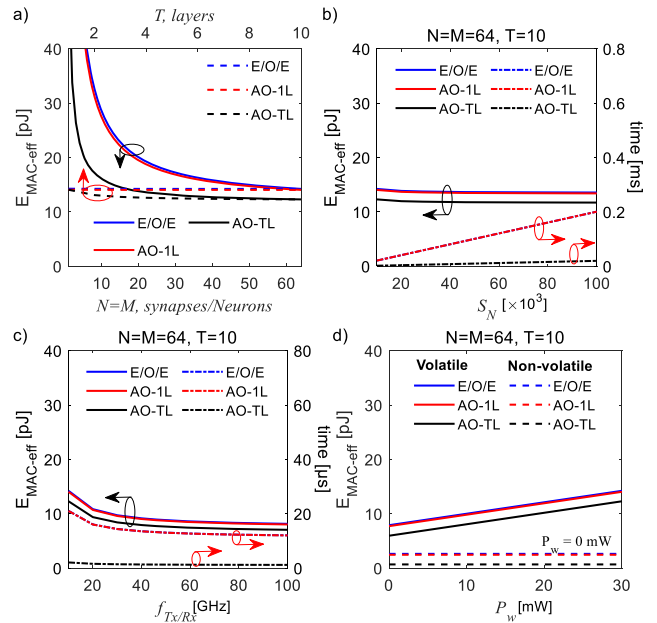 a)
T, layers
2 4 6 8 10
40
30
20
10
0
E_MAC-eff [pJ]
E/O/E
AO-1L
AO-TL
E/O/E
AO-TL
AO-1L
10 20 30 40 50 60
N=M, synapses/Neurons
b)
N=M=64, T=10
40
30
20
10
0
E_MAC-eff [pJ]
E/O/E
E/O/E
AO-1L
AO-1L
AO-TL
AO-TL
0.8
0.6
0.4
0.2
0
time [ms]
20 40 60 80 100
S_N [×10^3]
c)
N=M=64, T=10
40
30
20
10
0
E_MAC-eff [pJ]
E/O/E
E/O/E
AO-1L
AO-1L
AO-TL
AO-TL
80
60
40
20
0
time [µs]
20 40 60 80 100
f_Tx/Rx [GHz]
d)
N=M=64, T=10
40
30
20
10
0
E_MAC-eff [pJ]
Volatile Non-volatile
E/O/E
E/O/E
AO-1L
AO-1L
AO-TL
AO-TL
P_w = 0 mW
0 10 20 30
P_w [mW]